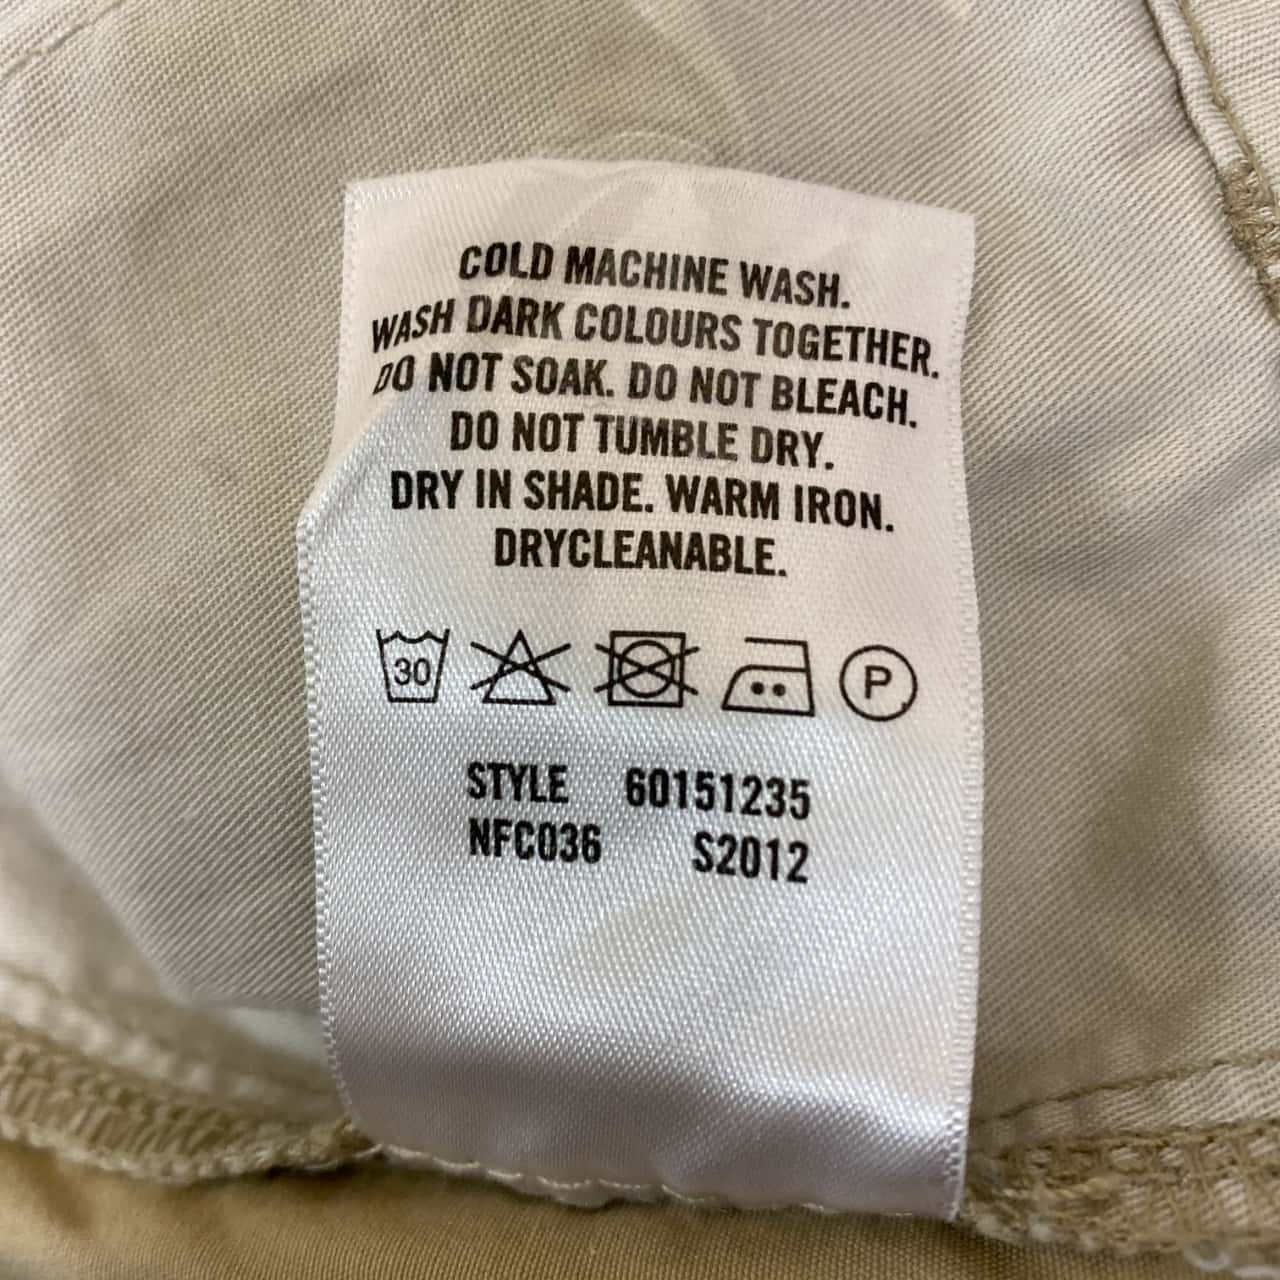 COLD MACHINE WASH.
WASH DARK COLOURS TOGETHER.
DO NOT SOAK. DO NOT BLEACH.
DO NOT TUMBLE DRY.
DRY IN SHADE. WARM IRON.
DRYCLEANABLE.
30 P
STYLE 60151235
NFC036 S2012